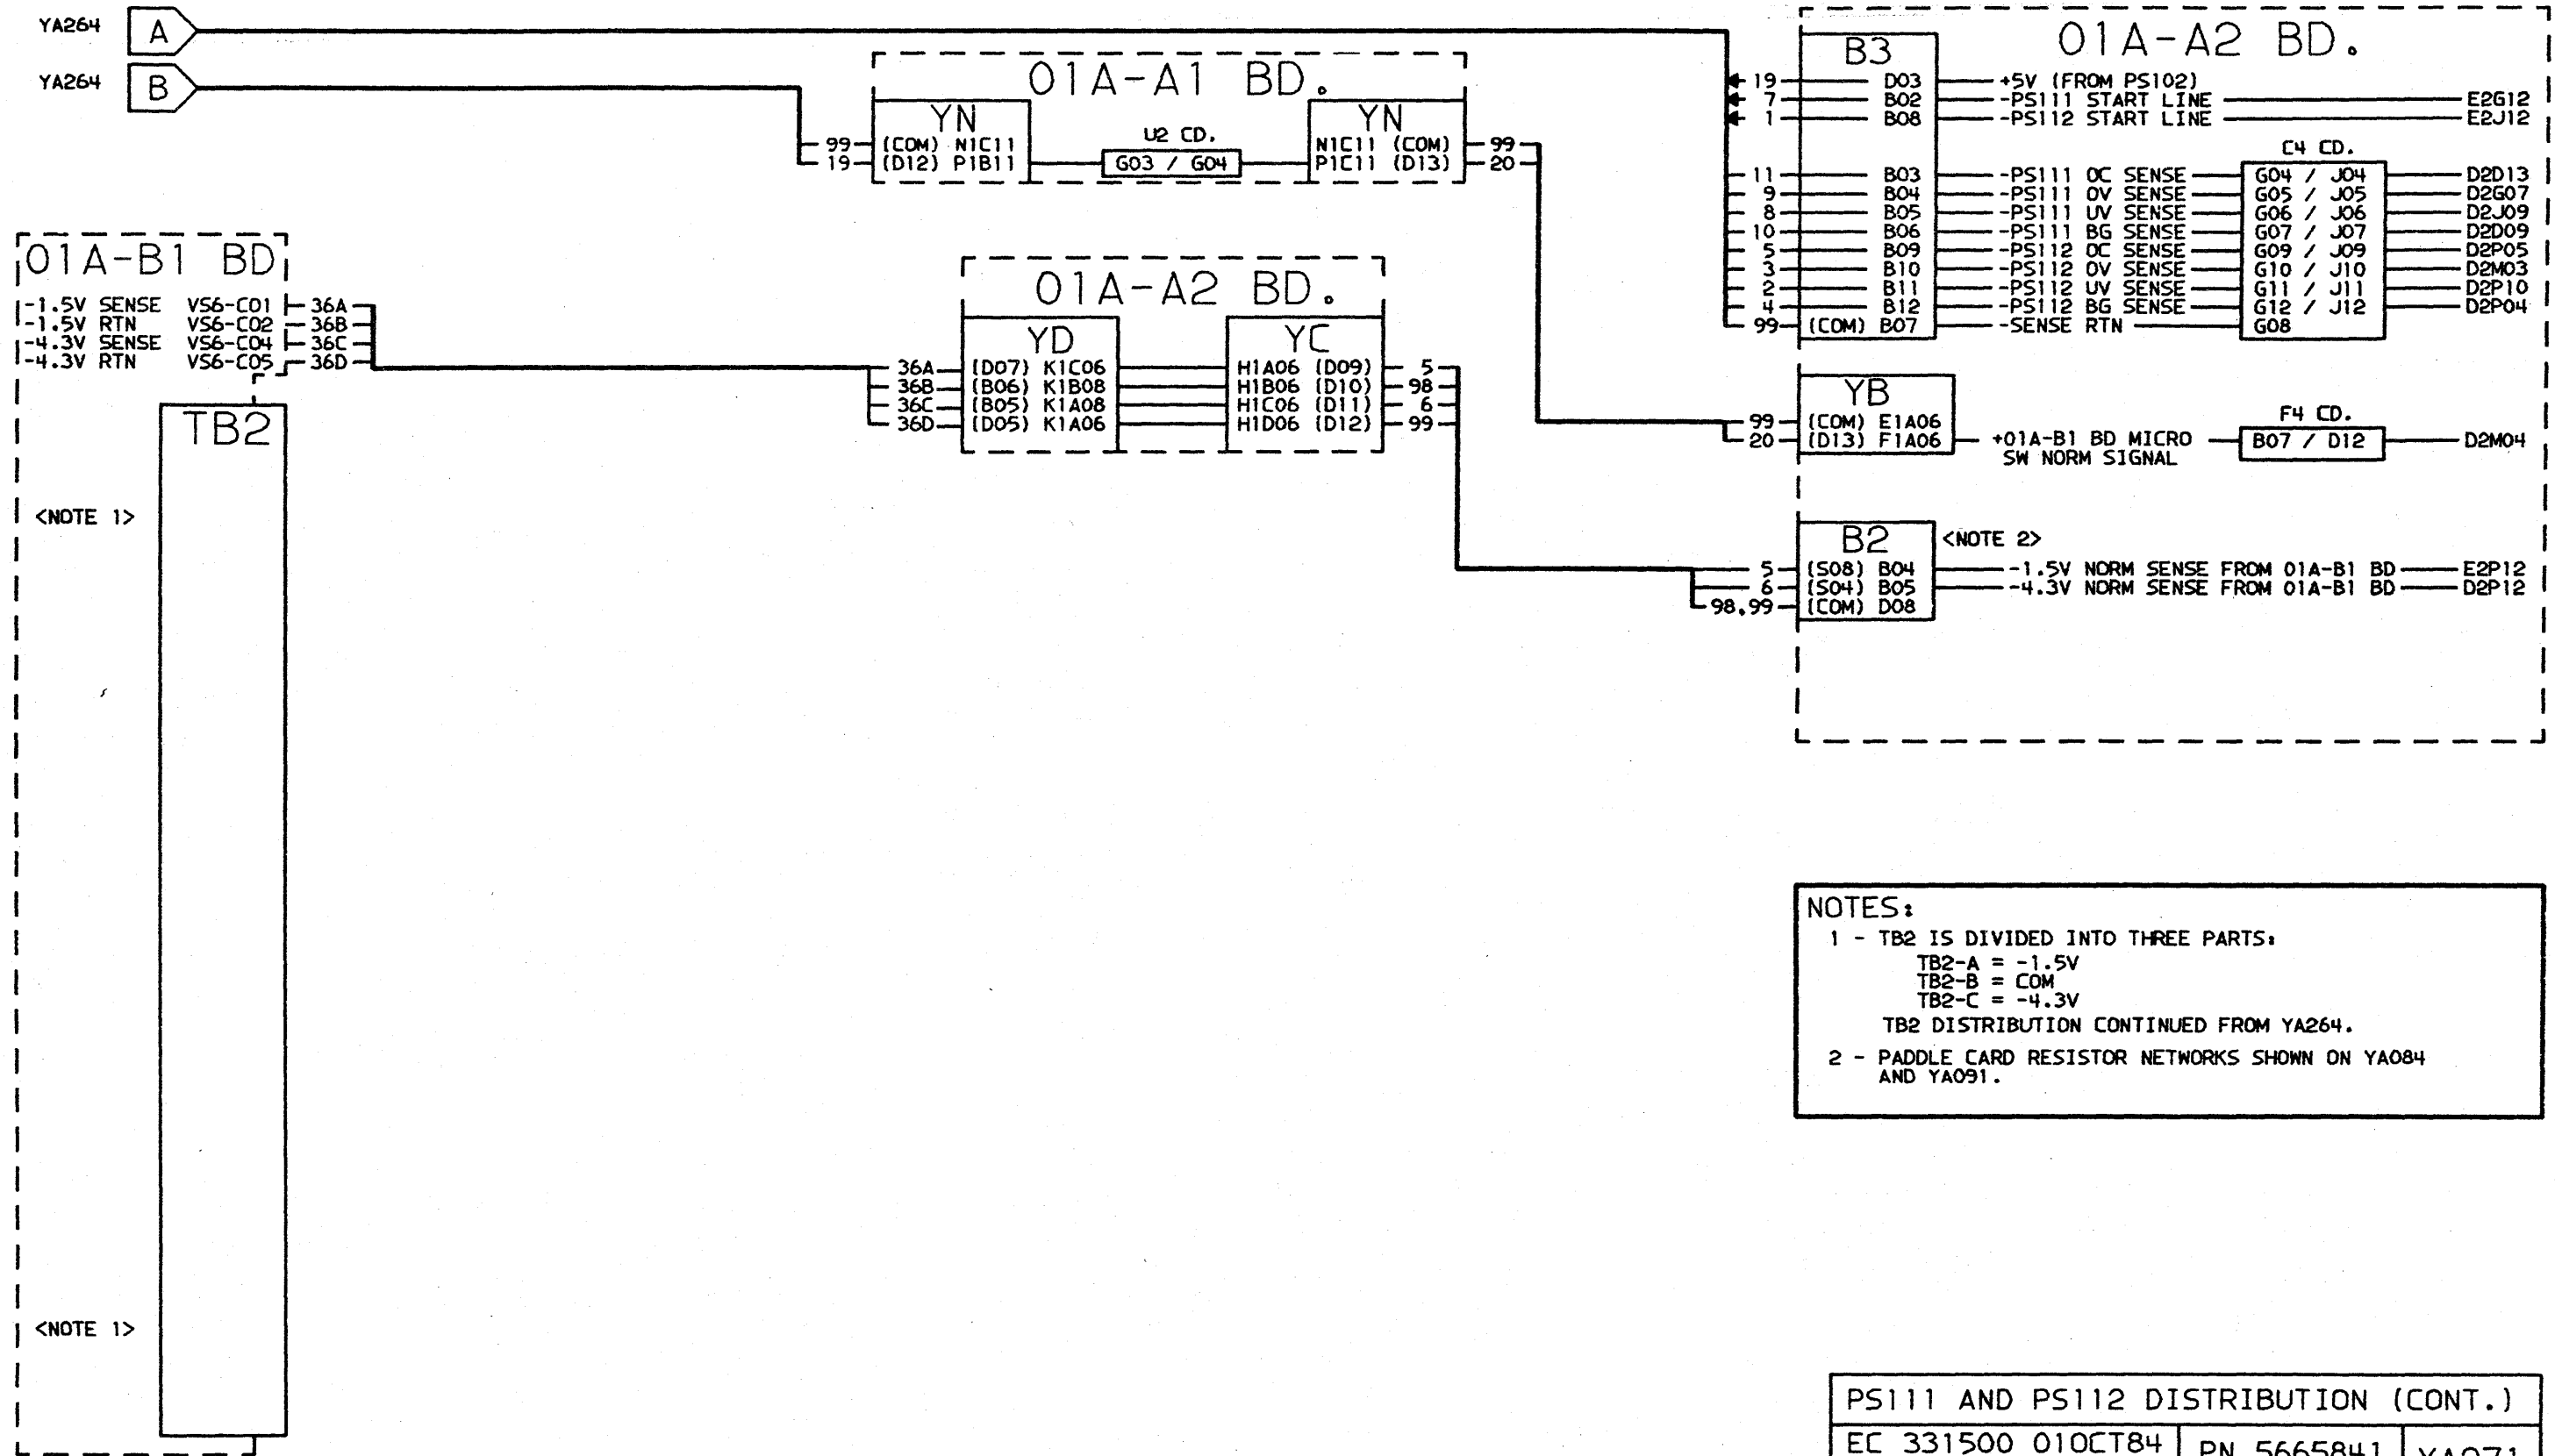 YA264 A
YA264 B
01A-A1 BD.
YN
YN
U2 CD.
99 (COM) N1C11
19 (D12) P1B11
G03 / G04
N1C11 (COM) 99
P1C11 (D13) 20
01A-A2 BD.
B3
19 D03 +5V (FROM PS102)
7 B02 -PS111 START LINE E2G12
1 B08 -PS112 START LINE E2J12
C4 CD.
11 B03 -PS111 OC SENSE G04 / J04 D2D13
9 B04 -PS111 OV SENSE G05 / J05 D2G07
8 B05 -PS111 UV SENSE G06 / J06 D2J09
10 B06 -PS111 BG SENSE G07 / J07 D2D09
5 B09 -PS112 OC SENSE G09 / J09 D2P05
3 B10 -PS112 OV SENSE G10 / J10 D2M03
2 B11 -PS112 UV SENSE G11 / J11 D2P10
4 B12 -PS112 BG SENSE G12 / J12 D2P04
99 (COM) B07 -SENSE RTN G08
01A-B1 BD
-1.5V SENSE VS6-C01 36A
-1.5V RTN VS6-C02 36B
-4.3V SENSE VS6-C04 36C
-4.3V RTN VS6-C05 36D
TB2
<NOTE 1>
<NOTE 1>
01A-A2 BD.
YD
YC
36A (D07) K1C06 H1A06 (D09) 5
36B (B06) K1B08 H1B06 (D10) 98
36C (B05) K1A08 H1C06 (D11) 6
36D (D05) K1A06 H1D06 (D12) 99
YB
F4 CD.
99 (COM) E1A06
20 (D13) F1A06 +01A-B1 BD MICRO B07 / D12 D2M04
SW NORM SIGNAL
B2 <NOTE 2>
5 (S08) B04 -1.5V NORM SENSE FROM 01A-B1 BD E2P12
6 (S04) B05 -4.3V NORM SENSE FROM 01A-B1 BD D2P12
98,99 (COM) D08
NOTES:
1 - TB2 IS DIVIDED INTO THREE PARTS:
TB2-A = -1.5V
TB2-B = COM
TB2-C = -4.3V
TB2 DISTRIBUTION CONTINUED FROM YA264.
2 - PADDLE CARD RESISTOR NETWORKS SHOWN ON YA084
AND YA091.
PS111 AND PS112 DISTRIBUTION (CONT.)
EC 331500 01OCT84 PN 5665841 YA071